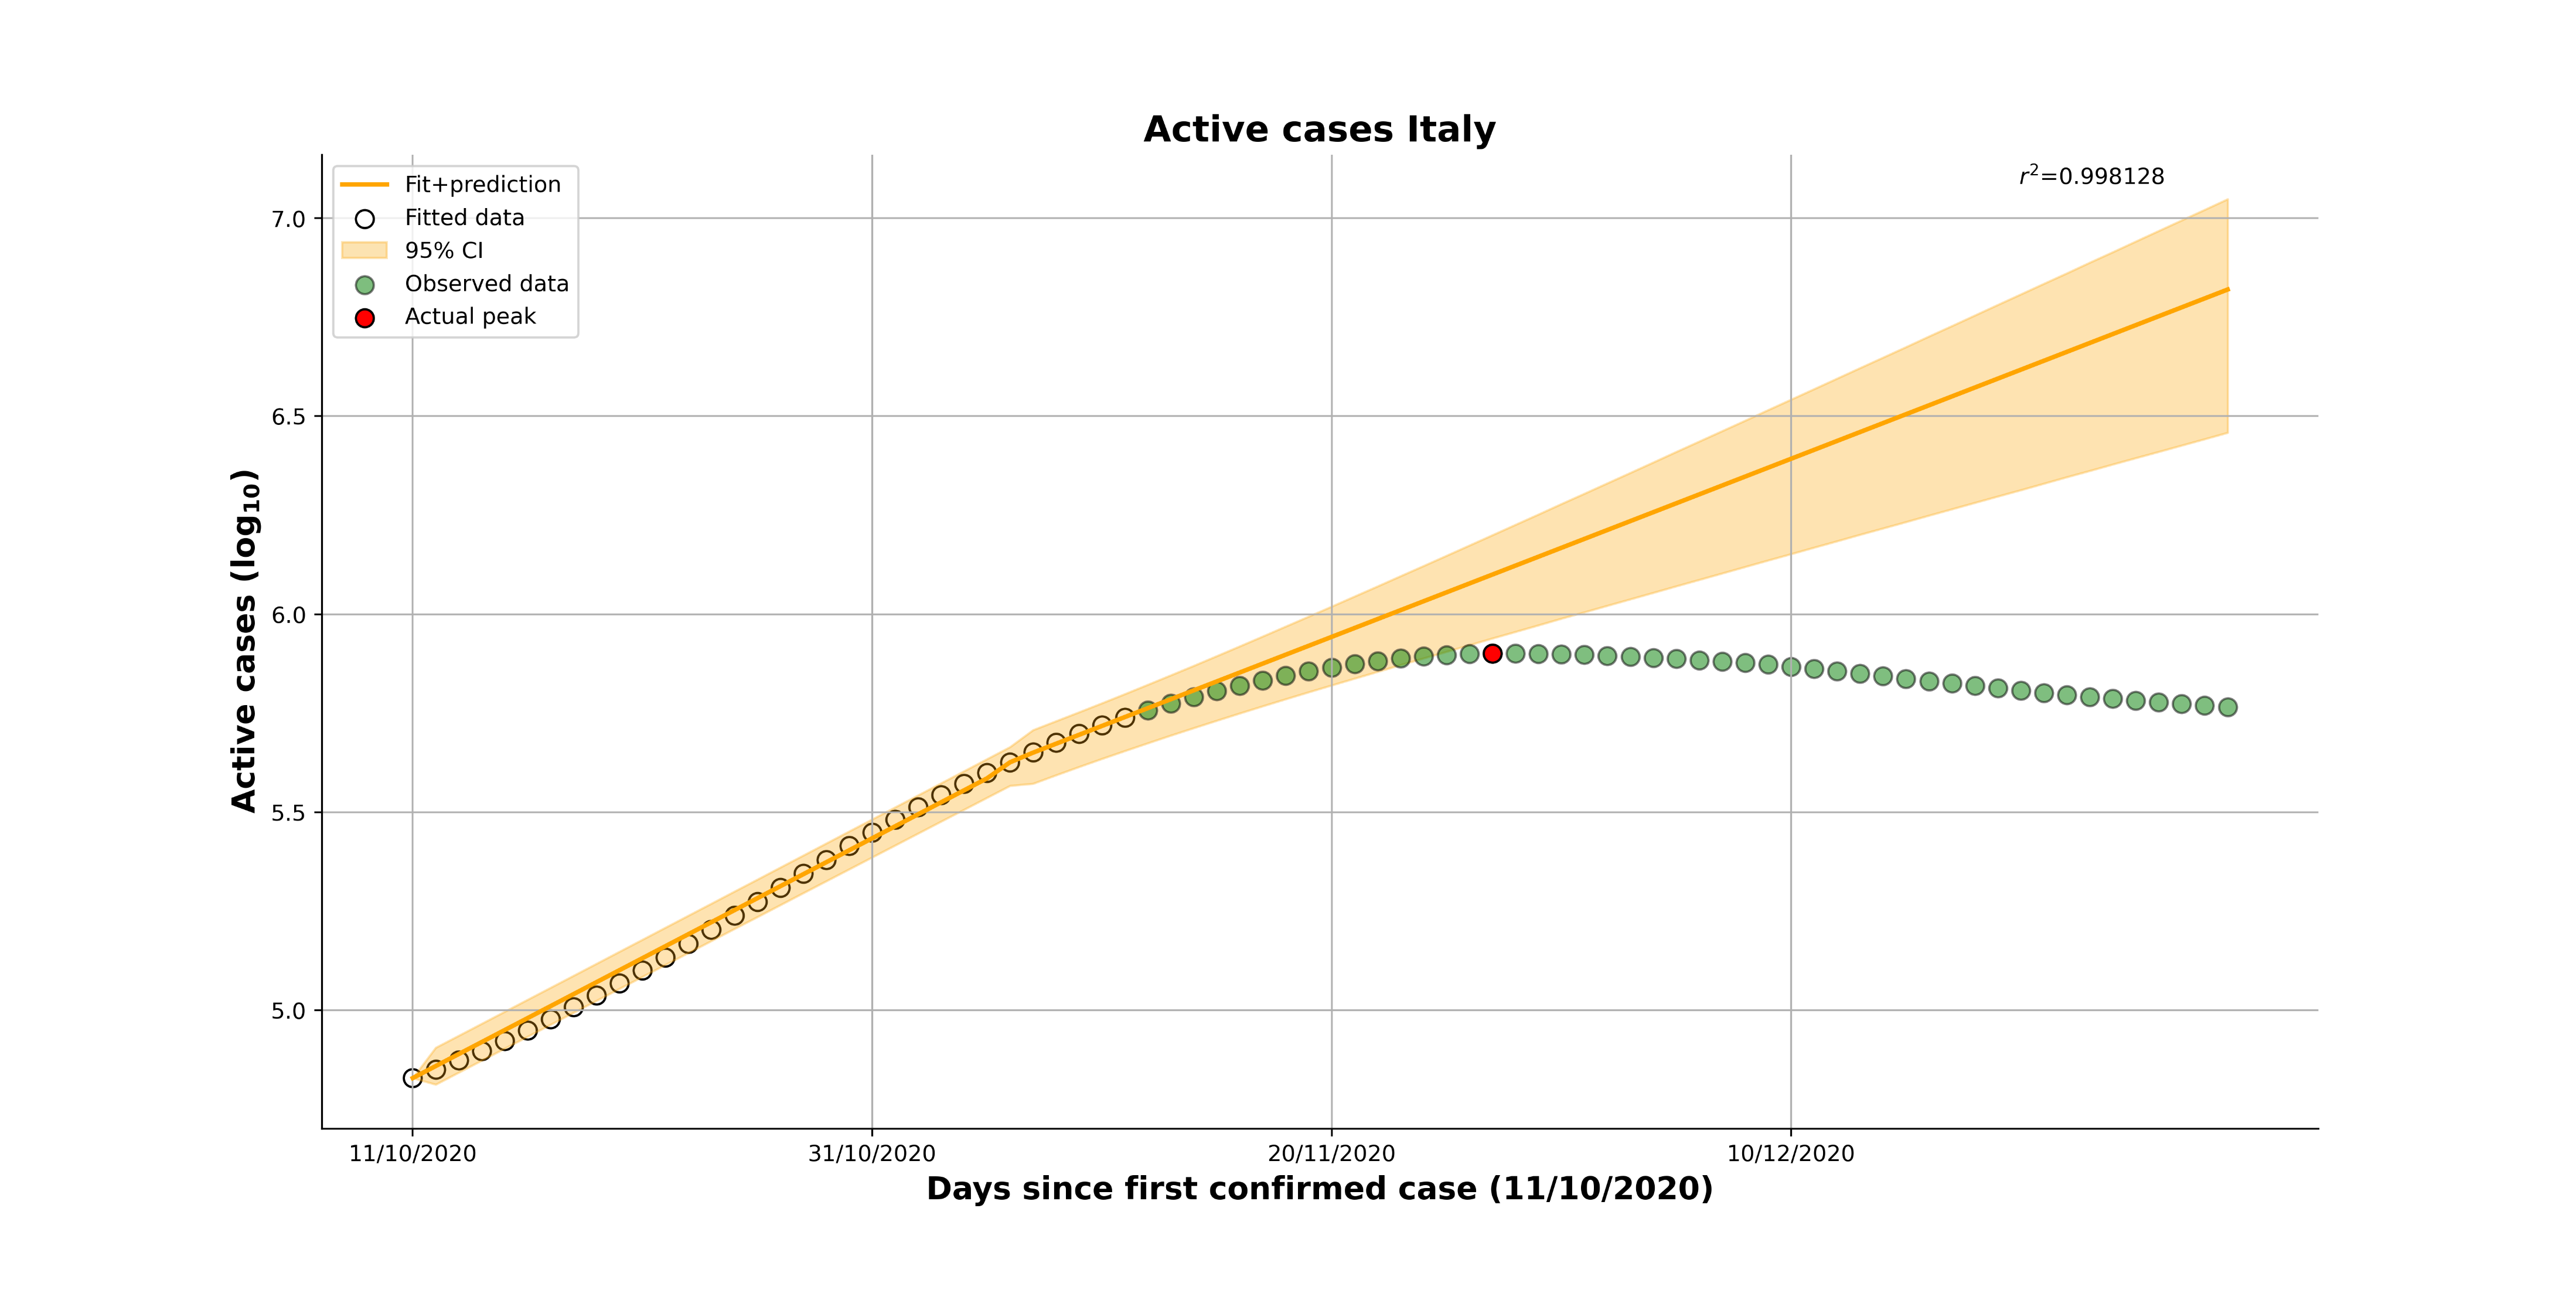 Active cases Italy
r²=0.998128
Fit+prediction
Fitted data
95% CI
Observed data
Actual peak
7.0
6.5
6.0
5.5
5.0
Active cases (log₁₀)
11/10/2020 31/10/2020 20/11/2020 10/12/2020
Days since first confirmed case (11/10/2020)